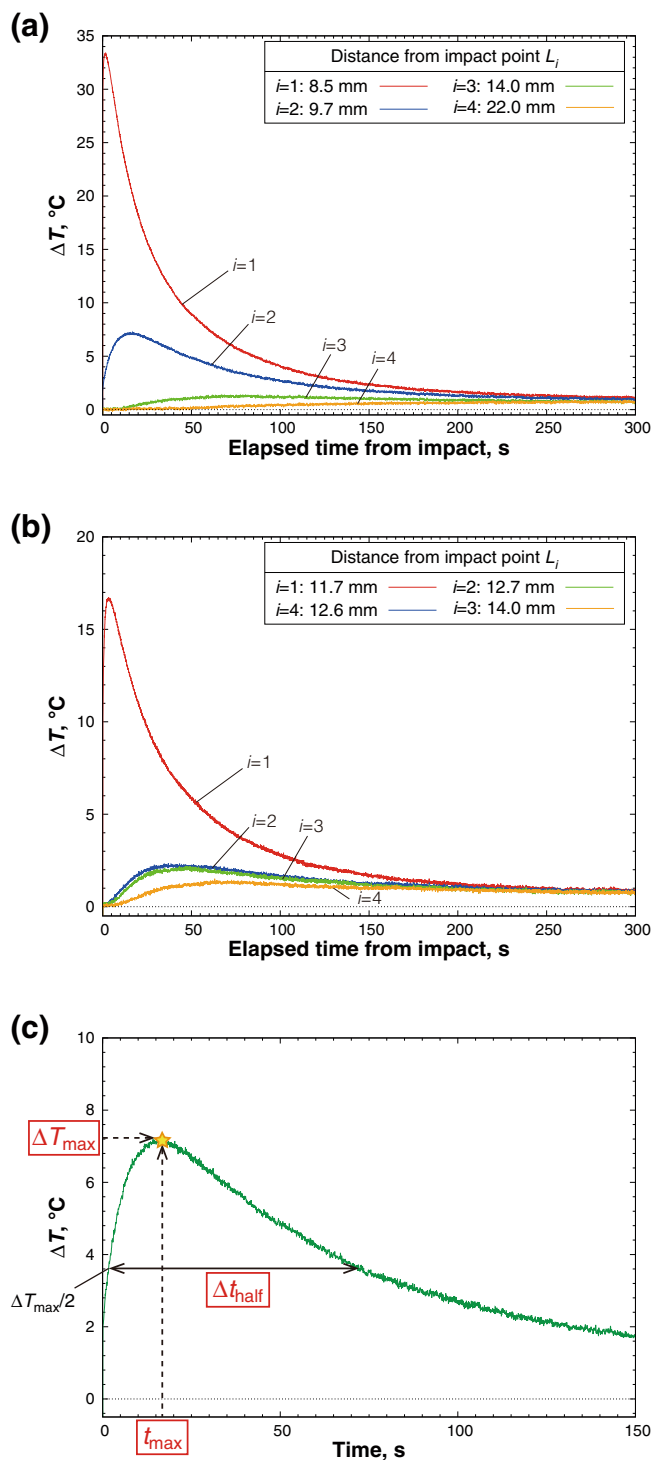 (a)
35
30
25
20
15
10
5
0
ΔT, °C
Distance from impact point Li
i=1: 8.5 mm
i=3: 14.0 mm
i=2: 9.7 mm
i=4: 22.0 mm
i=1
i=2
i=3
i=4
0 50 100 150 200 250 300
Elapsed time from impact, s
(b)
20
15
10
5
0
ΔT, °C
Distance from impact point Li
i=1: 11.7 mm
i=2: 12.7 mm
i=4: 12.6 mm
i=3: 14.0 mm
i=1
i=2
i=3
i=4
0 50 100 150 200 250 300
Elapsed time from impact, s
(c)
10
8
6
4
2
0
ΔT, °C
ΔTmax
ΔTmax/2
Δthalf
0 50 100 150
tmax
Time, s